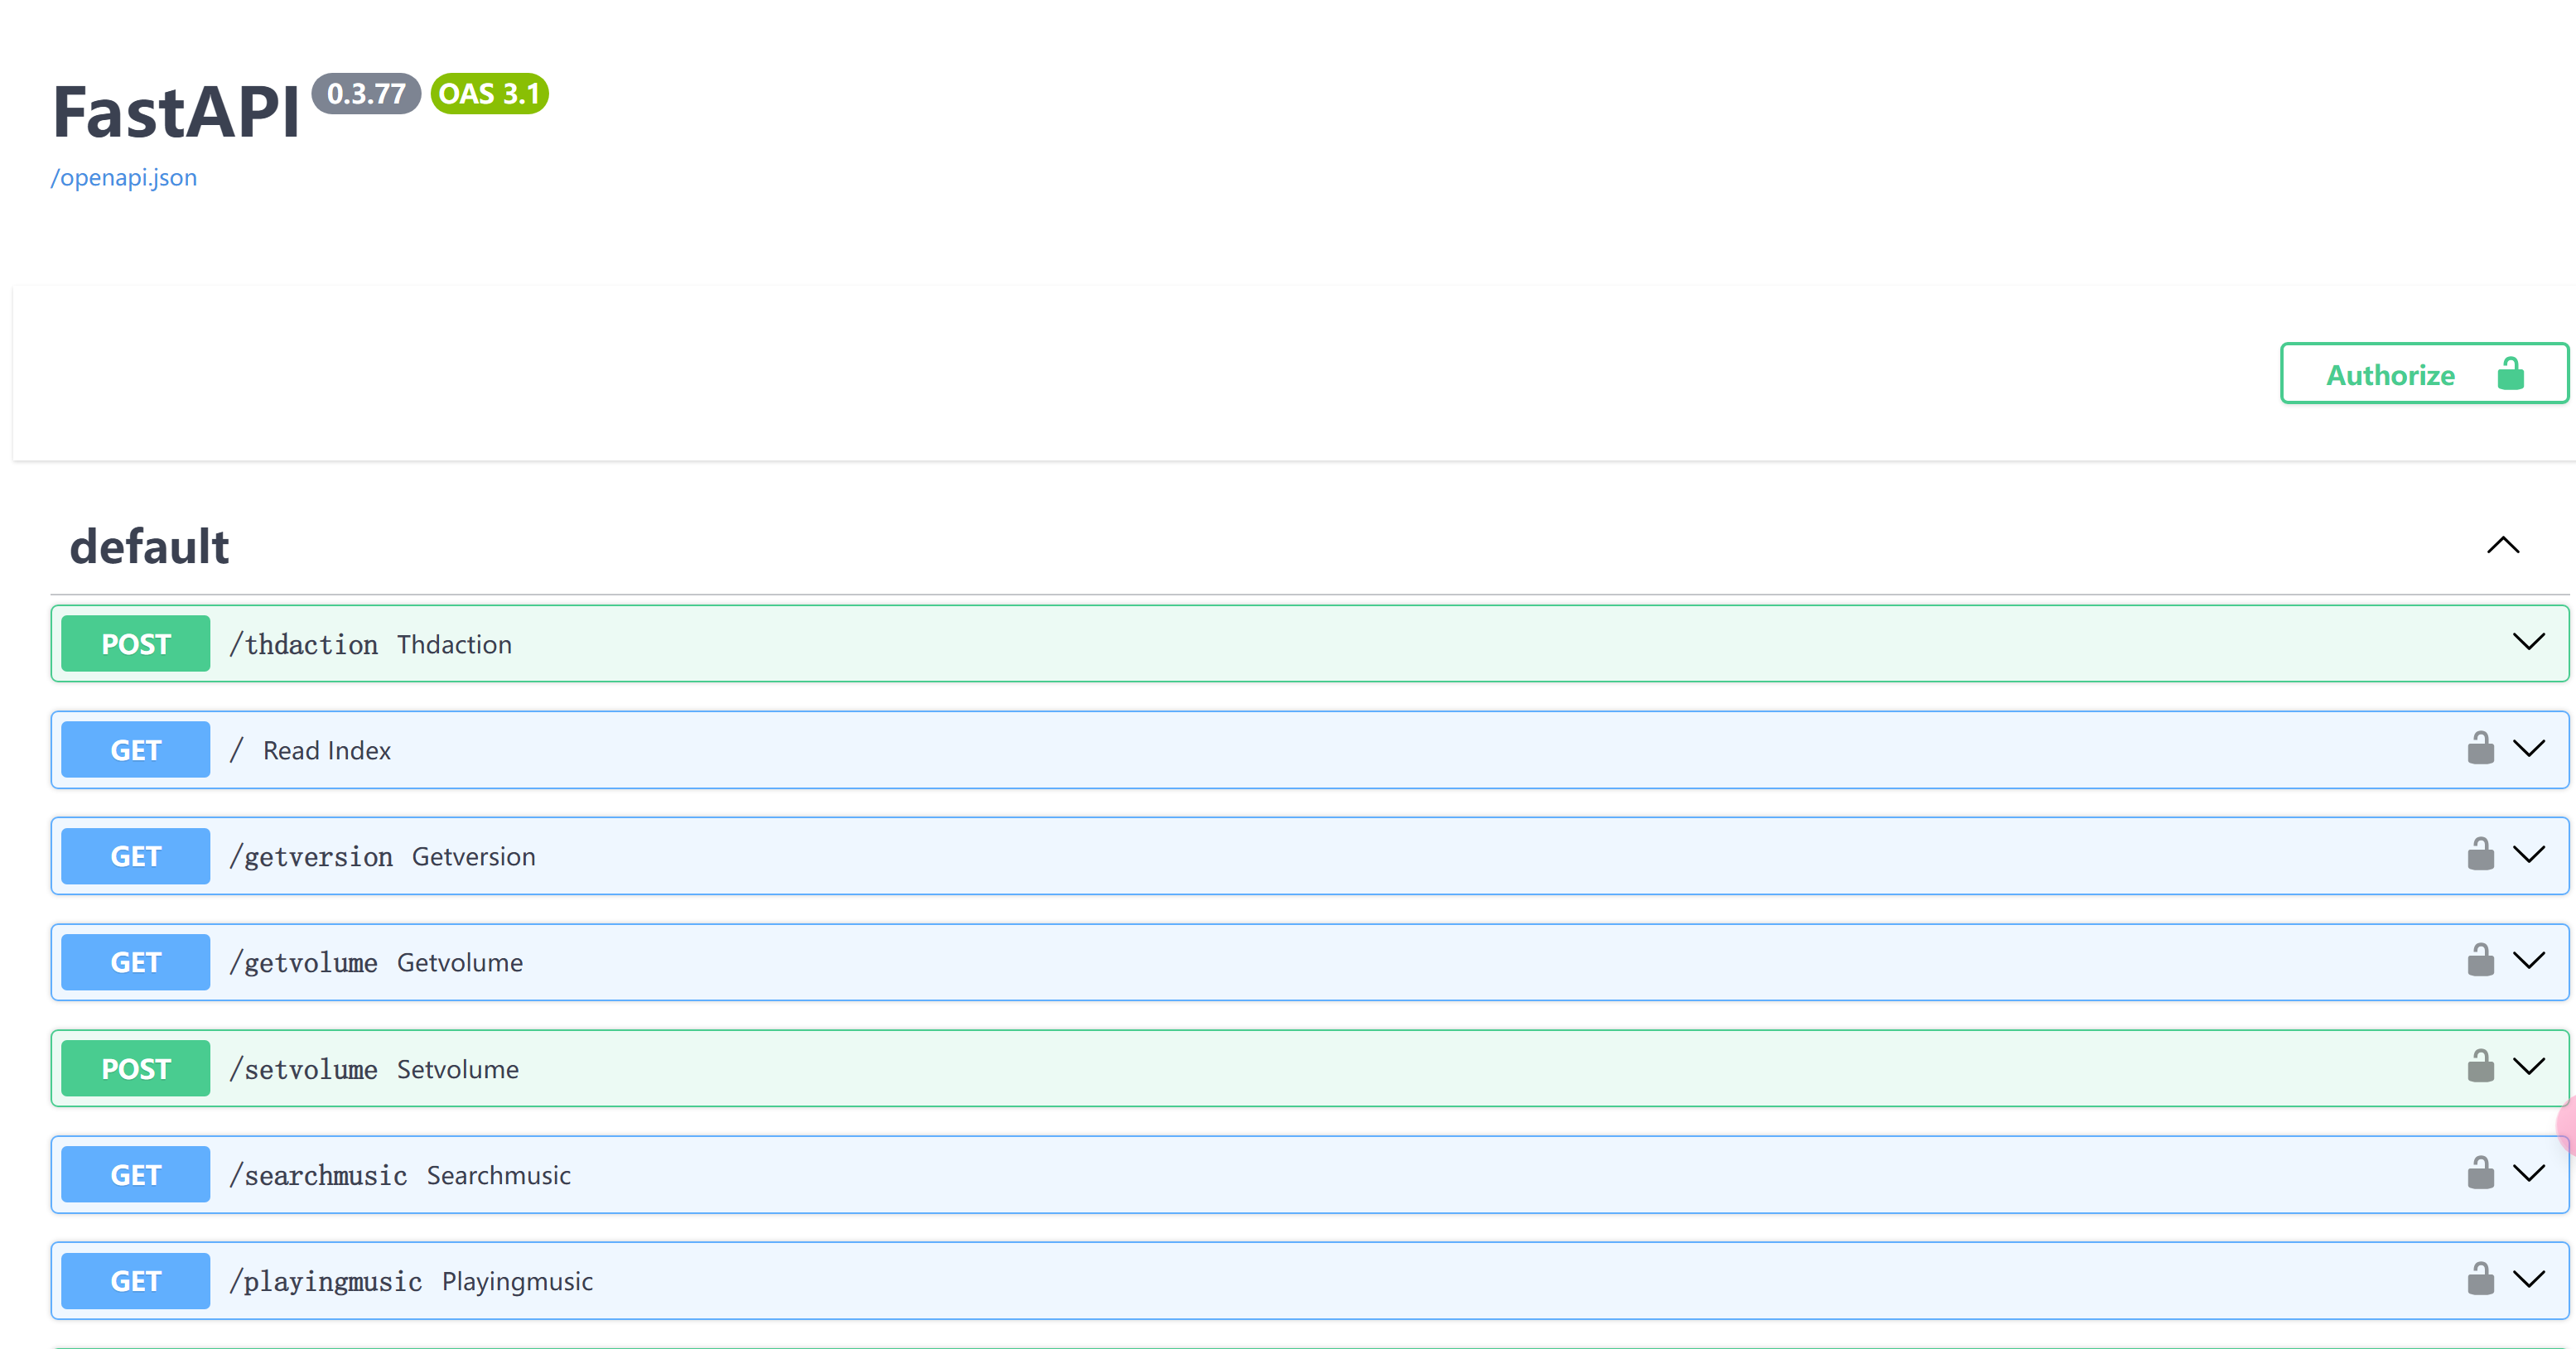 FastAPI 0.3.77 OAS 3.1
/openapi.json
Authorize
default
POST /thdaction Thdaction
GET / Read Index
GET /getversion Getversion
GET /getvolume Getvolume
POST /setvolume Setvolume
GET /searchmusic Searchmusic
GET /playingmusic Playingmusic